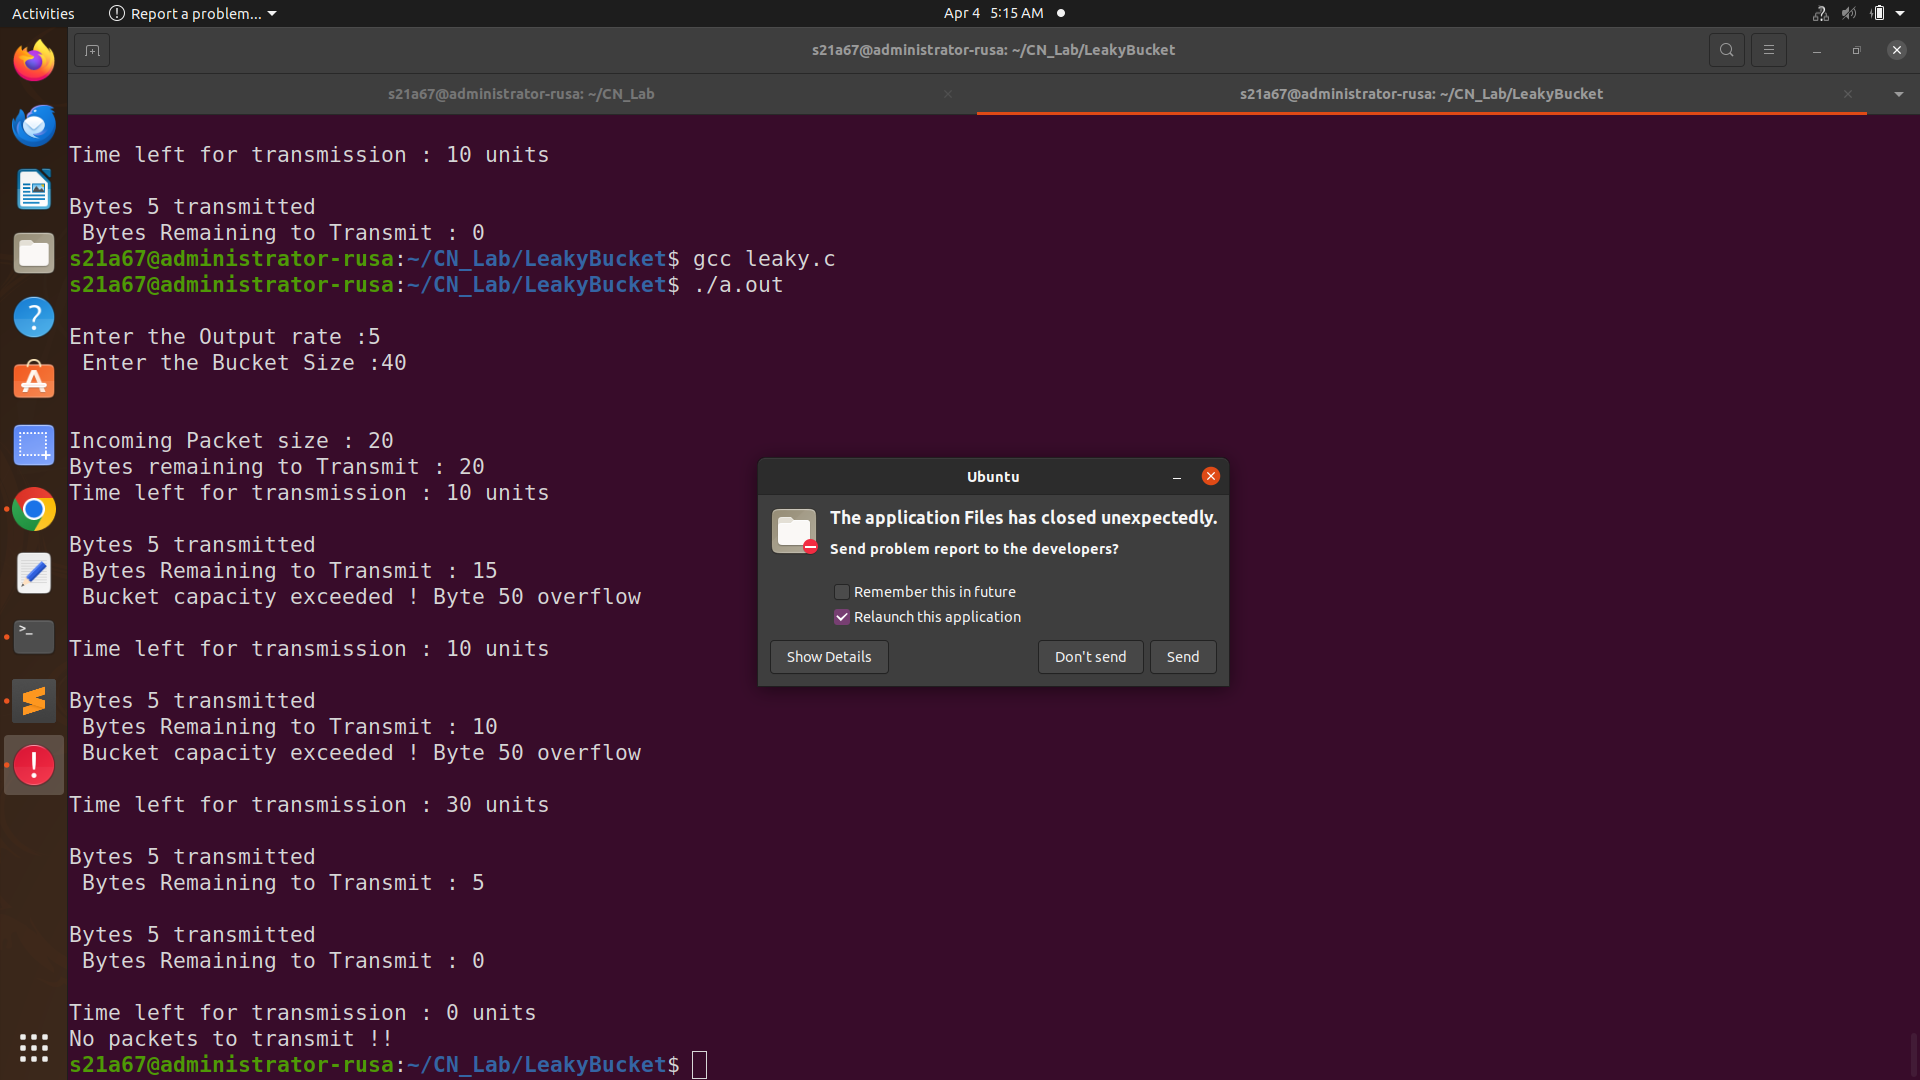 Activities
Report a problem...
Apr 4 5:15 AM
s21a67@administrator-rusa: ~/CN_Lab/LeakyBucket
s21a67@administrator-rusa: ~/CN_Lab
s21a67@administrator-rusa: ~/CN_Lab/LeakyBucket
Time left for transmission : 10 units
Bytes 5 transmitted
Bytes Remaining to Transmit : 0
s21a67@administrator-rusa:~/CN_Lab/LeakyBucket$ gcc leaky.c
s21a67@administrator-rusa:~/CN_Lab/LeakyBucket$ ./a.out
Enter the Output rate :5
Enter the Bucket Size :40
Incoming Packet size : 20
Bytes remaining to Transmit : 20
Time left for transmission : 10 units
Bytes 5 transmitted
Bytes Remaining to Transmit : 15
Bucket capacity exceeded ! Byte 50 overflow
Time left for transmission : 10 units
Bytes 5 transmitted
Bytes Remaining to Transmit : 10
Bucket capacity exceeded ! Byte 50 overflow
Time left for transmission : 30 units
Bytes 5 transmitted
Bytes Remaining to Transmit : 5
Bytes 5 transmitted
Bytes Remaining to Transmit : 0
Time left for transmission : 0 units
No packets to transmit !!
s21a67@administrator-rusa:~/CN_Lab/LeakyBucket$
Ubuntu
The application Files has closed unexpectedly.
Send problem report to the developers?
Remember this in future
Relaunch this application
Show Details
Don't send
Send